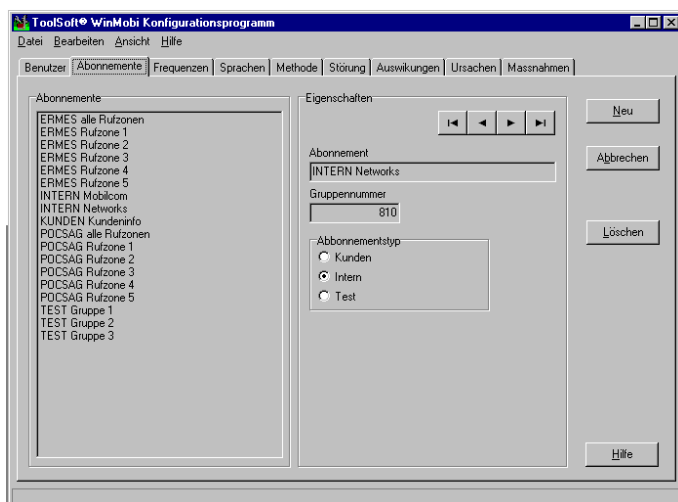 ToolSoft® WinMobi Konfigurationsprogramm
Datei Bearbeiten Ansicht Hilfe
Benutzer Abonnemente Frequenzen Sprachen Methode Störung Auswikungen Ursachen Massnahmen
Abonnemente
ERMES alle Rufzonen
ERMES Rufzone 1
ERMES Rufzone 2
ERMES Rufzone 3
ERMES Rufzone 4
ERMES Rufzone 5
INTERN Mobilcom
INTERN Networks
KUNDEN Kundeninfo
POCSAG alle Rufzonen
POCSAG Rufzone 1
POCSAG Rufzone 2
POCSAG Rufzone 3
POCSAG Rufzone 4
POCSAG Rufzone 5
TEST Gruppe 1
TEST Gruppe 2
TEST Gruppe 3
Eigenschaften
Abonnement
INTERN Networks
Gruppennummer
810
Abbonnementstyp
Kunden
Intern
Test
Neu
Abbrechen
Löschen
Hilfe